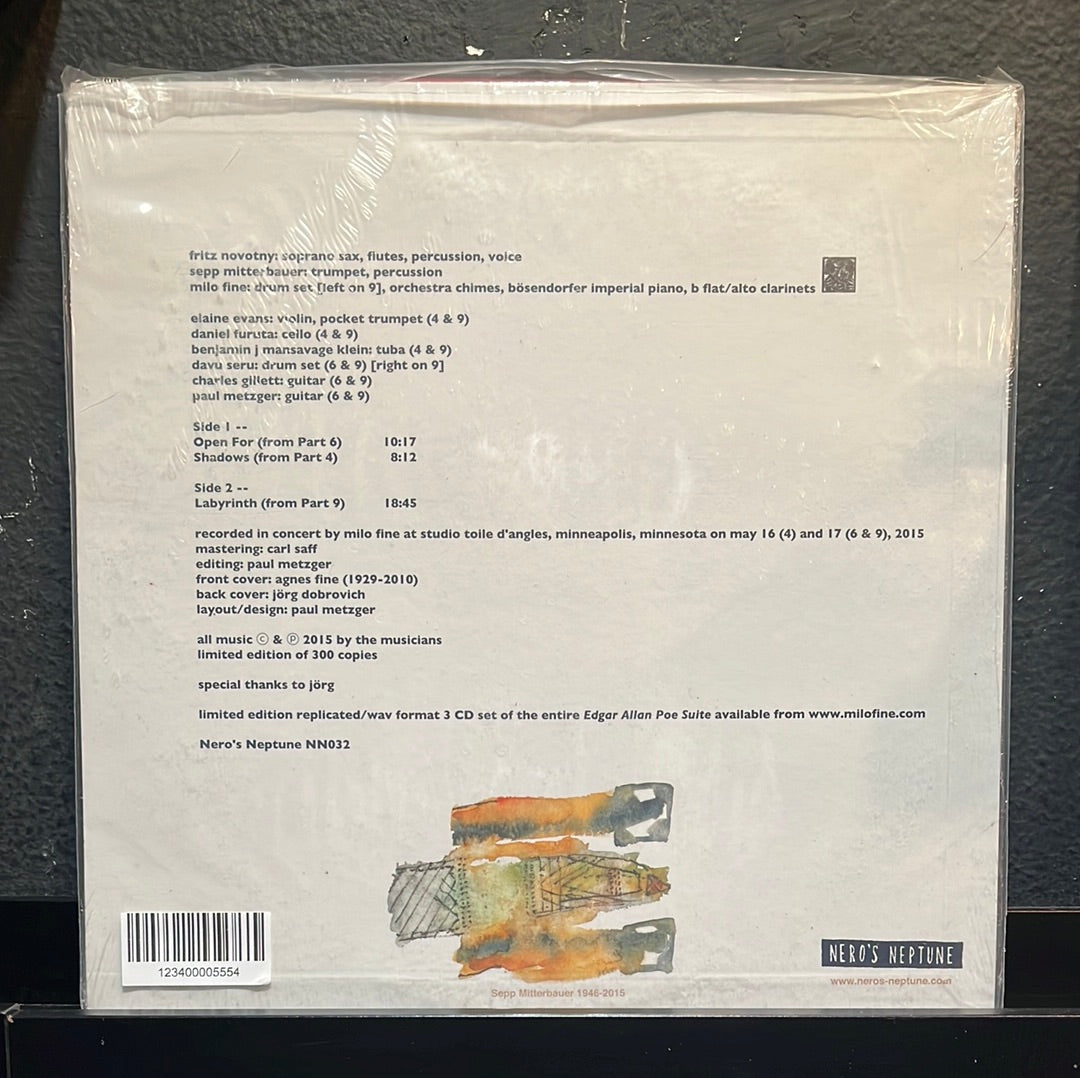 fritz novotny: soprano sax, flutes, percussion, voice
sepp mitterbauer: trumpet, percussion
milo fine: drum set [left on 9], orchestra chimes, bösendorfer imperial piano, b flat/alto clarinets
elaine evans: violin, pocket trumpet (4 & 9)
daniel furuta: cello (4 & 9)
benjamin j mansavage klein: tuba (4 & 9)
davu seru: drum set (6 & 9) [right on 9]
charles gillett: guitar (6 & 9)
paul metzger: guitar (6 & 9)
Side 1 --
Open For (from Part 6) 10:17
Shadows (from Part 4) 8:12
Side 2 --
Labyrinth (from Part 9) 18:45
recorded in concert by milo fine at studio toile d'angles, minneapolis, minnesota on may 16 (4) and 17 (6 & 9), 2015
mastering: carl saff
editing: paul metzger
front cover: agnes fine (1929-2010)
back cover: jörg dobrovich
layout/design: paul metzger
all music © & ℗ 2015 by the musicians
limited edition of 300 copies
special thanks to jörg
limited edition replicated/wav format 3 CD set of the entire Edgar Allan Poe Suite available from www.milofine.com
Nero's Neptune NN032
123400005554
Sepp Mitterbauer 1946-2015
NERO'S NEPTUNE
www.neros-neptune.com